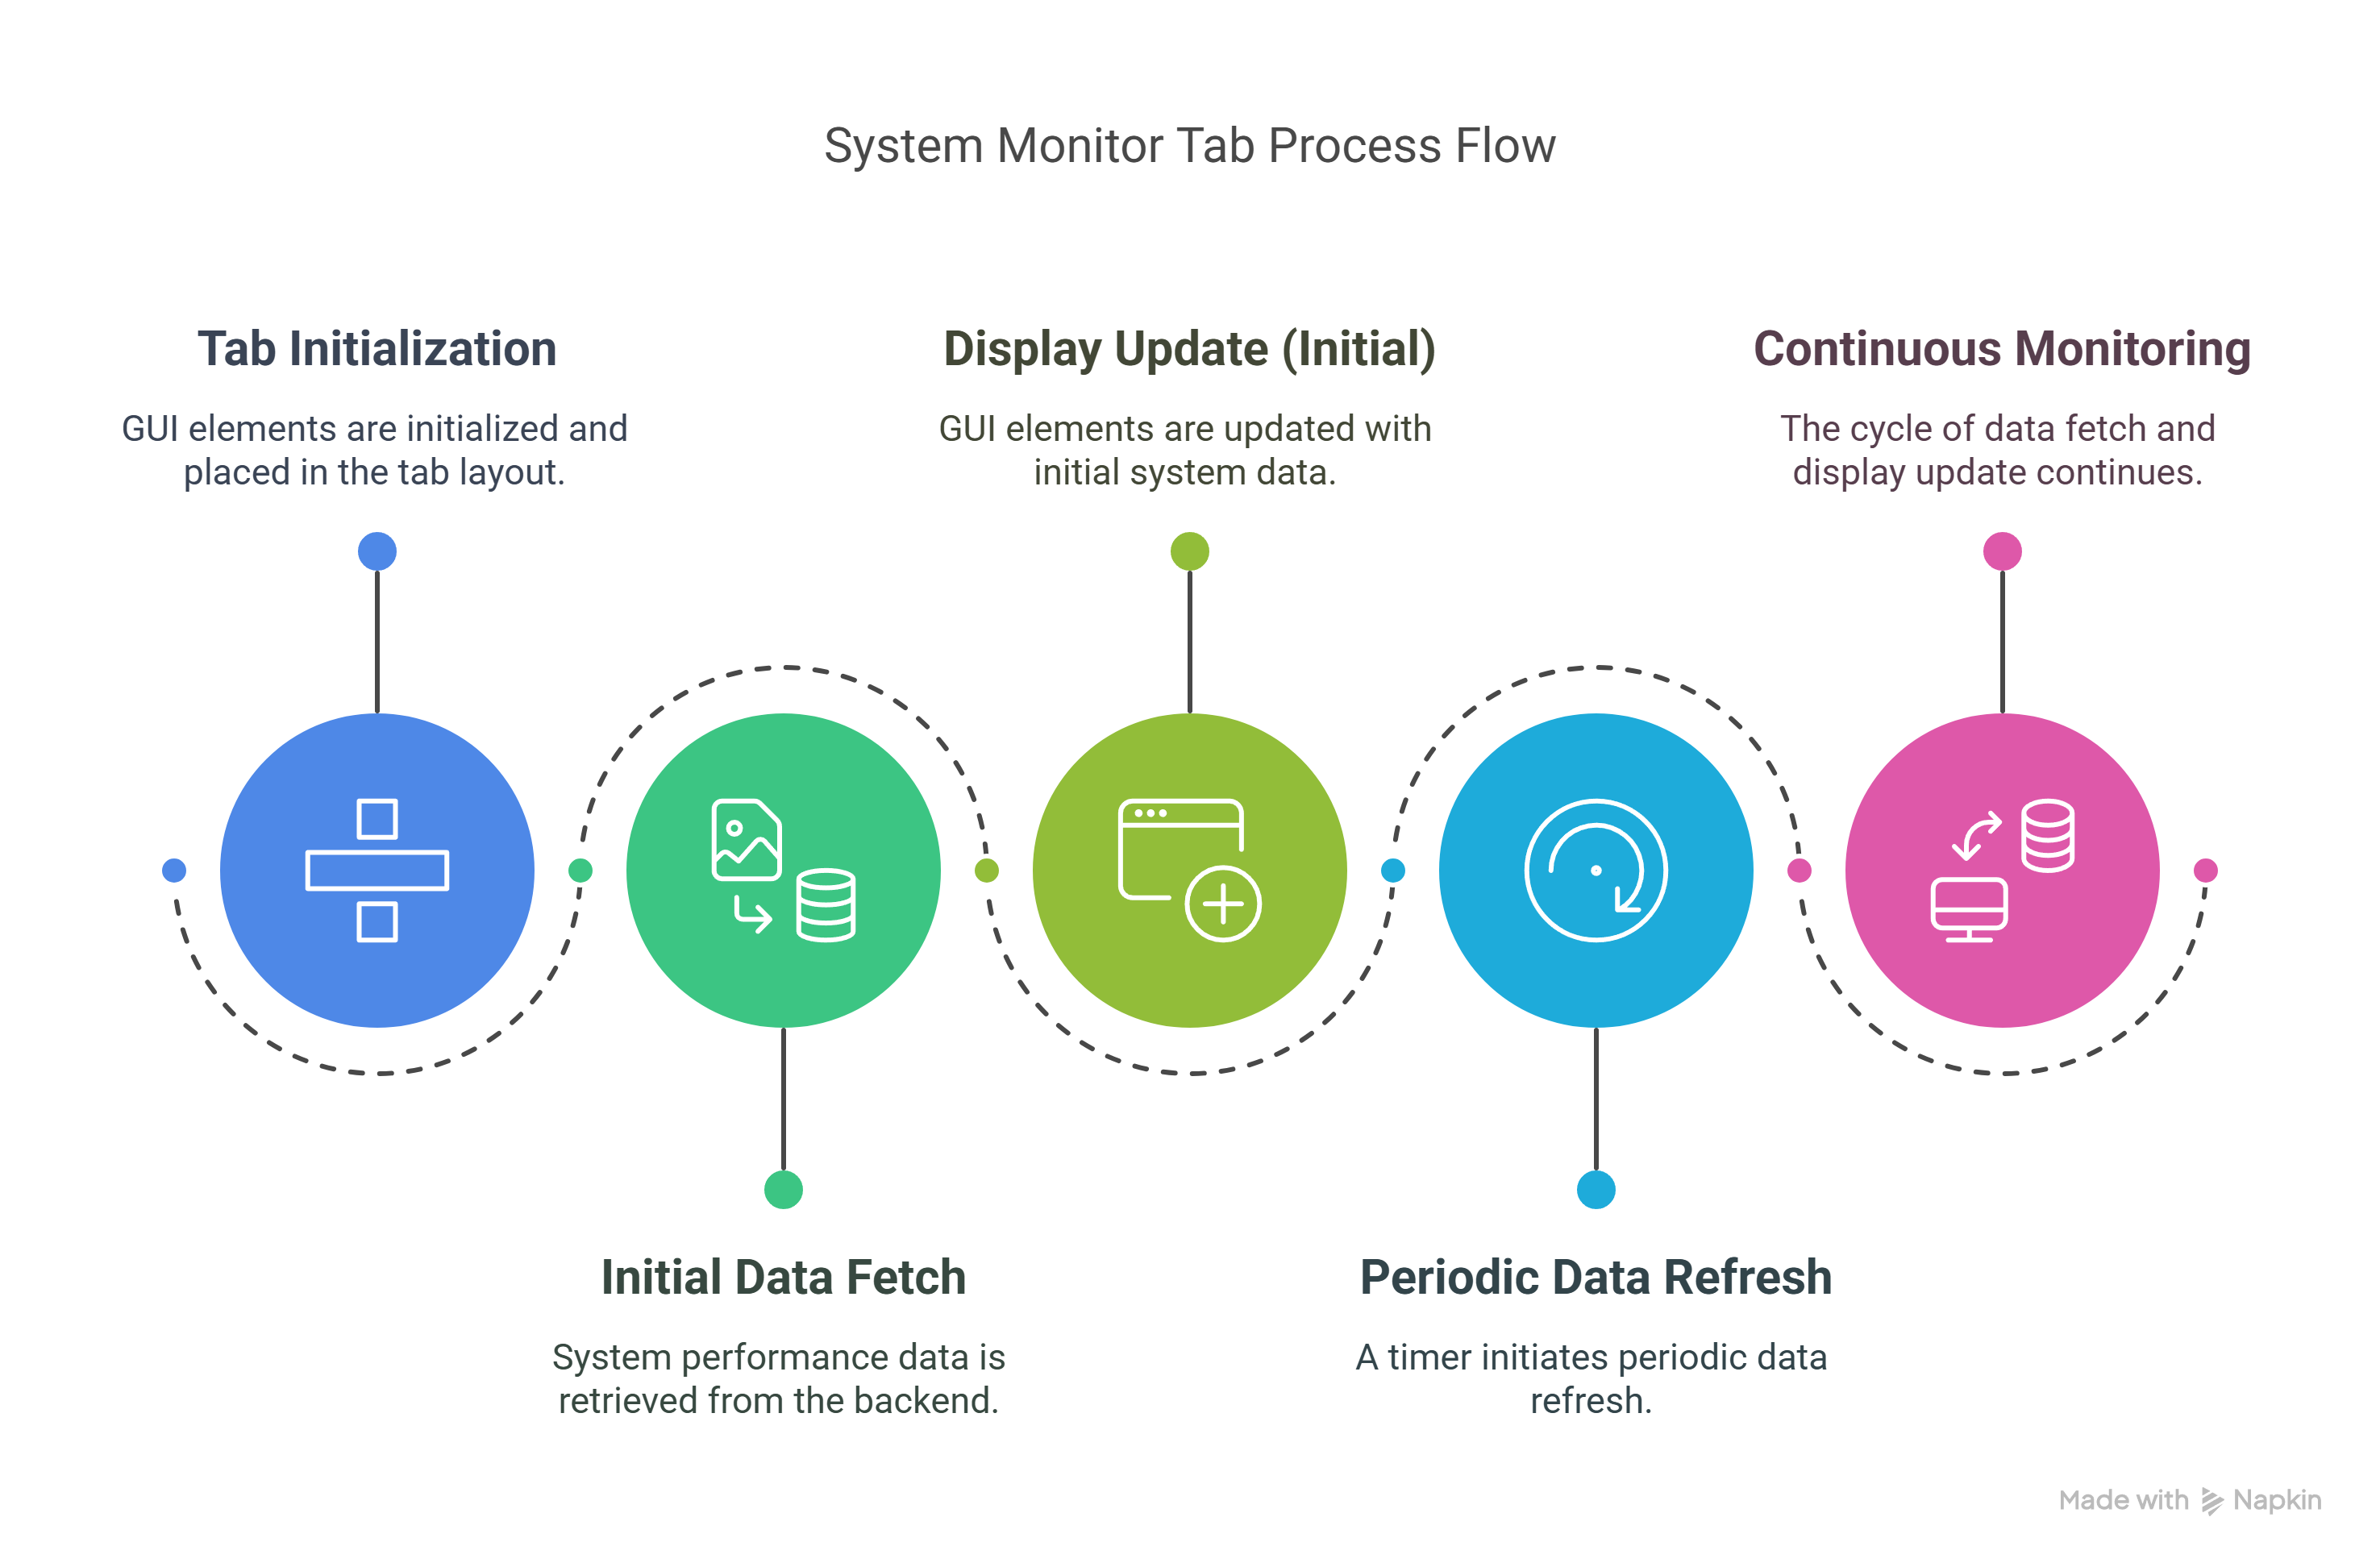 System Monitor Tab Process Flow
Tab Initialization
GUI elements are initialized and
placed in the tab layout.
Display Update (Initial)
GUI elements are updated with
initial system data.
Continuous Monitoring
The cycle of data fetch and
display update continues.
Initial Data Fetch
System performance data is
retrieved from the backend.
Periodic Data Refresh
A timer initiates periodic data
refresh.
Made with Napkin